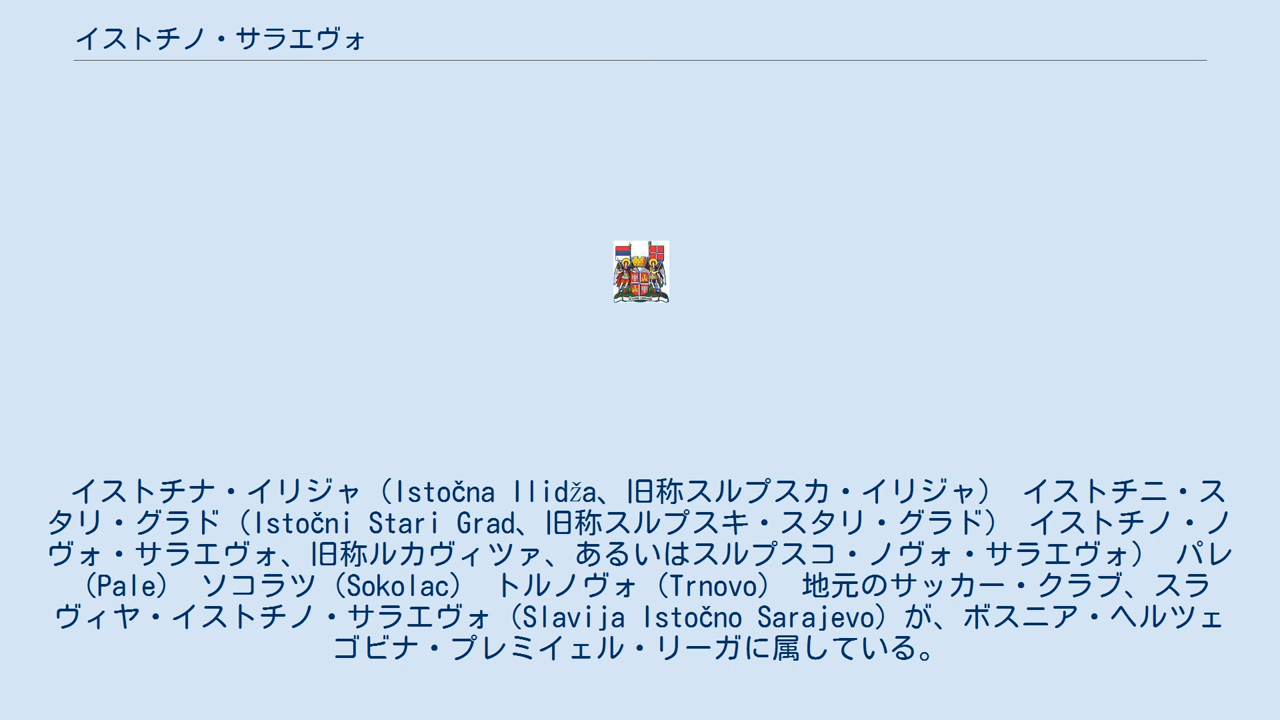 イストチノ・サラエヴォ
イストチナ・イリジャ（Istočna Ilidža、旧称スルプスカ・イリジャ） イストチニ・ス
タリ・グラド（Istočni Stari Grad、旧称スルプスキ・スタリ・グラド） イストチノ・ノ
ヴォ・サラエヴォ、旧称ルカヴィツァ、あるいはスルプスコ・ノヴォ・サラエヴォ） パレ
（Pale） ソコラツ（Sokolac） トルノヴォ（Trnovo） 地元のサッカー・クラブ、スラ
ヴィヤ・イストチノ・サラエヴォ（Slavija Istočno Sarajevo）が、ボスニア・ヘルツェ
ゴビナ・プレミイェル・リーガに属している。